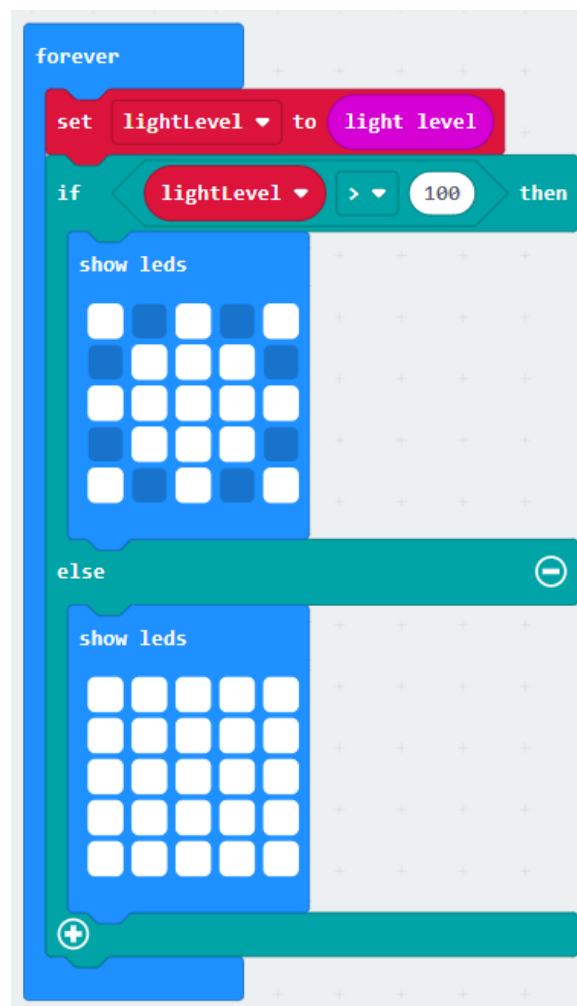 forever
set lightLevel to light level
if lightLevel > 100 then
show leds
else
show leds